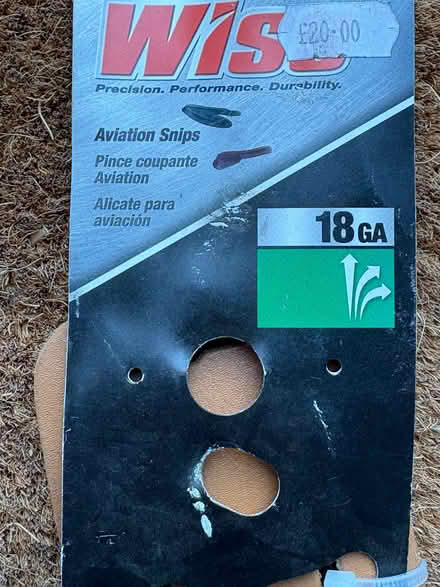 Wiss
£20.00
Precision. Performance. Durability.
Aviation Snips
Pince coupante
Aviation
Alicate para
aviación
18 GA